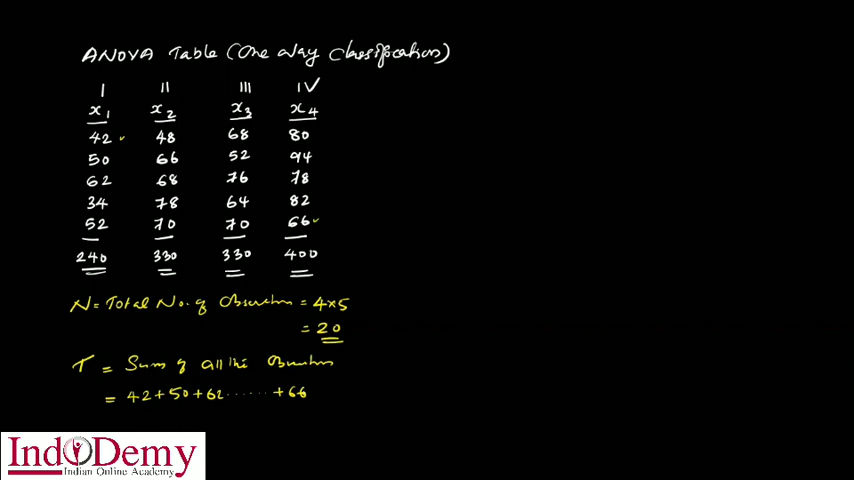 ANOVA Table (One Way Classification)
I II III IV
x1 x2 x3 x4
42 48 68 80
50 66 52 94
62 68 76 78
34 78 64 82
52 70 70 66
240 330 330 400
N = Total No. of Observation = 4×5
= 20
T = Sum of all the Observation
= 42+50+62.......+66
IndoDemy
Indian Online Academy